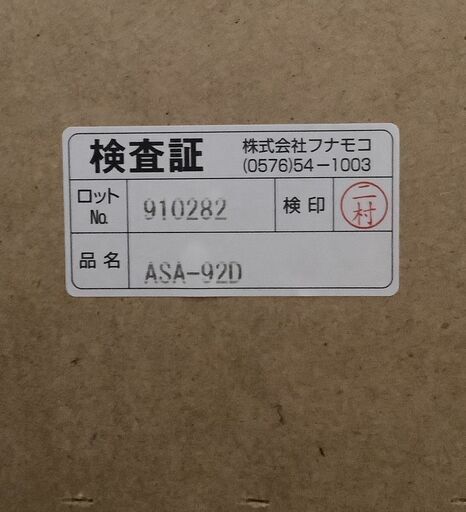 検査証
株式会社フナモコ
(0576)54-1003
ロット
No.
910282
検印
二村
品名
ASA-92D